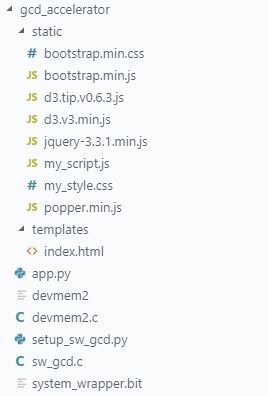 gcd_accelerator
static
# bootstrap.min.css
JS bootstrap.min.js
JS d3.tip.v0.6.3.js
JS d3.v3.min.js
JS jquery-3.3.1.min.js
JS my_script.js
# my_style.css
JS popper.min.js
templates
<> index.html
app.py
devmem2
C devmem2.c
setup_sw_gcd.py
C sw_gcd.c
system_wrapper.bit